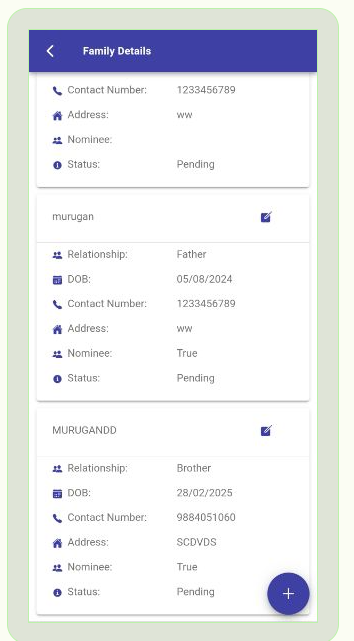 Family Details
Contact Number: 1233456789
Address: ww
Nominee:
Status: Pending
murugan
Relationship: Father
DOB: 05/08/2024
Contact Number: 1233456789
Address: ww
Nominee: True
Status: Pending
MURUGANDD
Relationship: Brother
DOB: 28/02/2025
Contact Number: 9884051060
Address: SCDVDS
Nominee: True
Status: Pending